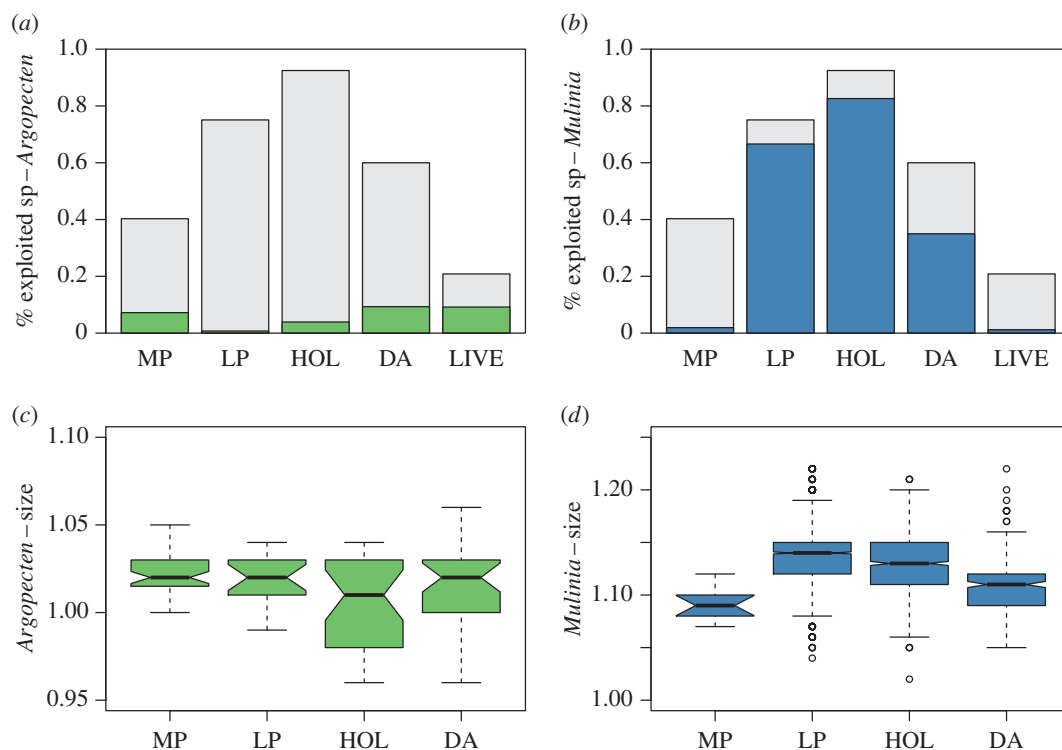 (a)
% exploited sp – Argopecten
1.0
0.8
0.6
0.4
0.2
0
MP LP HOL DA LIVE
(b)
% exploited sp – Mulinia
1.0
0.8
0.6
0.4
0.2
0
MP LP HOL DA LIVE
(c)
Argopecten – size
1.10
1.05
1.00
0.95
MP LP HOL DA
(d)
Mulinia – size
1.20
1.10
1.00
MP LP HOL DA